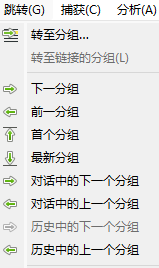 跳转(G) 捕获(C) 分析(A)
转至分组...
转至链接的分组(L)
下一分组
前一分组
首个分组
最新分组
对话中的下一个分组
对话中的上一个分组
历史中的下一个分组
历史中的上一个分组